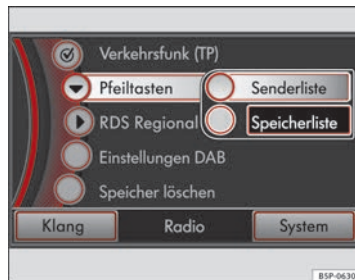 Verkehrsfunk (TP)
Pfeiltasten Senderliste
RDS Regional Speicherliste
Einstellungen DAB
Speicher löschen
Klang Radio System
B5P-0630